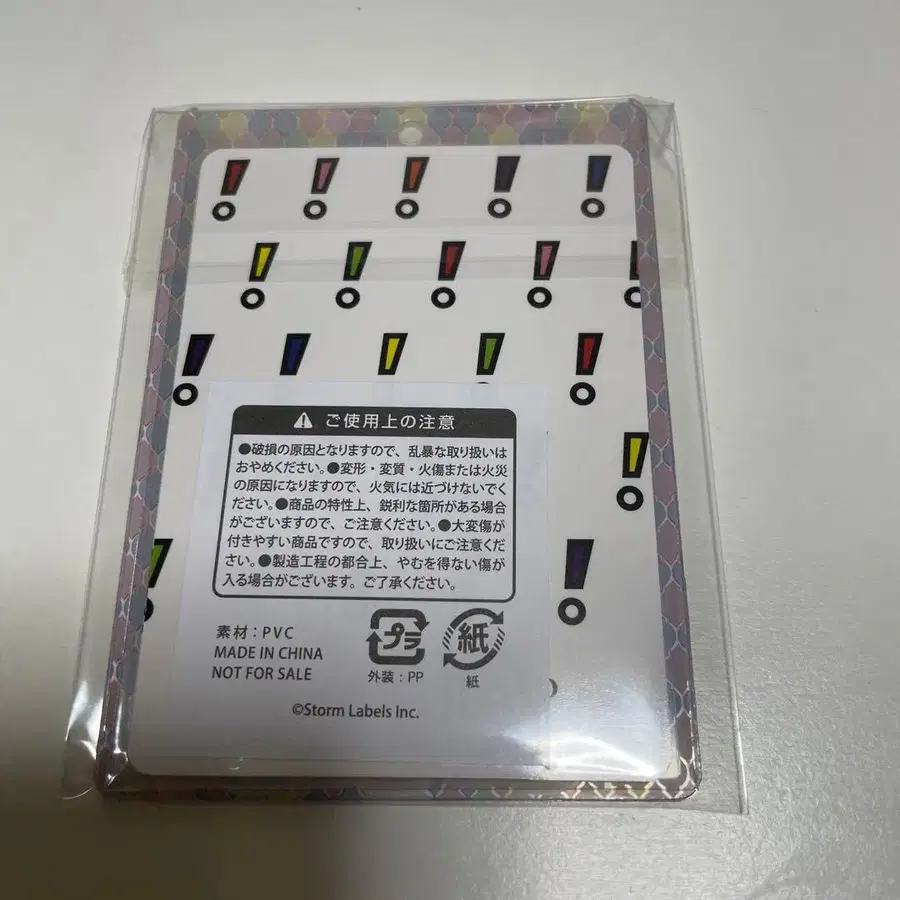 ご使用上の注意
●破損の原因となりますので、乱暴な取り扱いは
おやめください。●変形・変質・火傷または火災
の原因になりますので、火気には近づけないでく
ださい。●商品の特性上、鋭利な箇所がある場合
がございますので、ご注意ください。●大変傷が
付きやすい商品ですので、取り扱いにご注意くだ
さい。●製造工程の都合上、やむを得ない傷が
入る場合がございます。ご了承ください。
素材：PVC
MADE IN CHINA
NOT FOR SALE
プラ
外装：PP
紙
紙
©Storm Labels Inc.